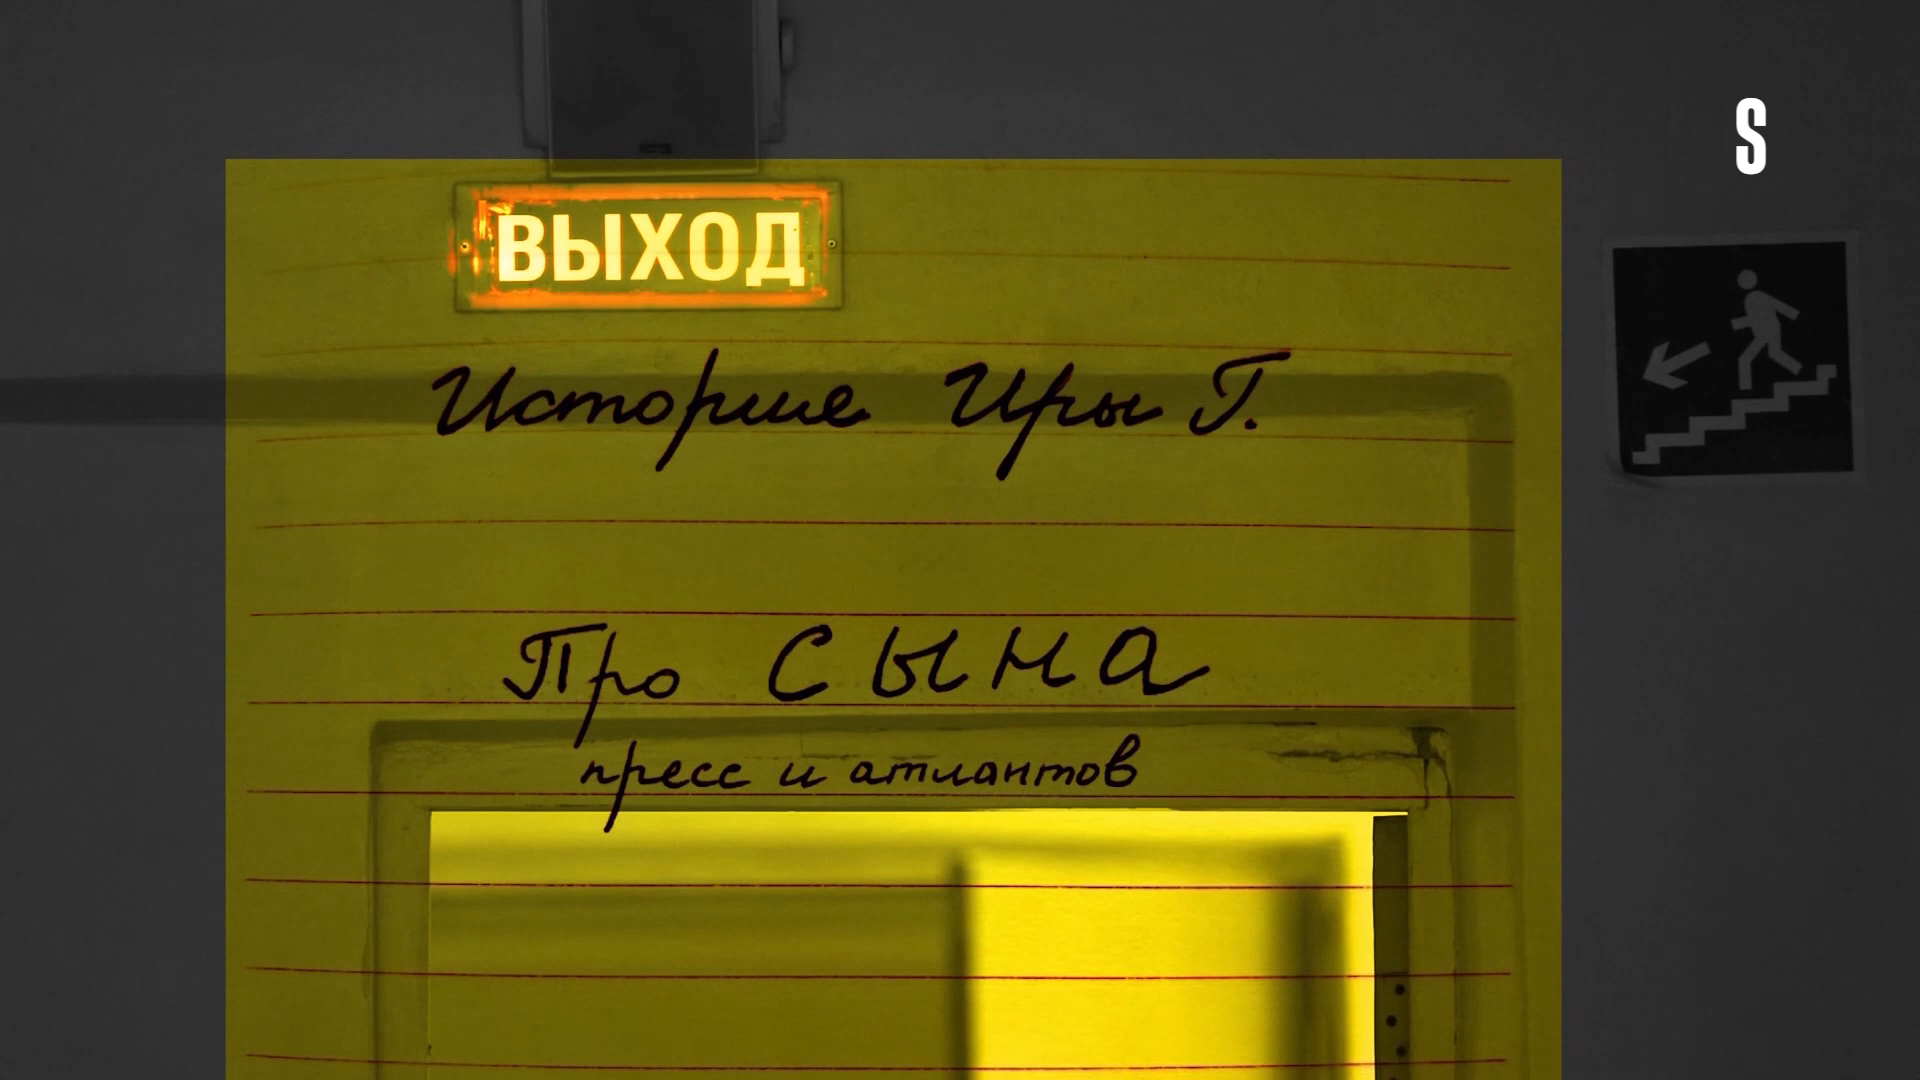 S
ВЫХОД
Истории Иры Г.
Про СЫНА
пресс и атлантов